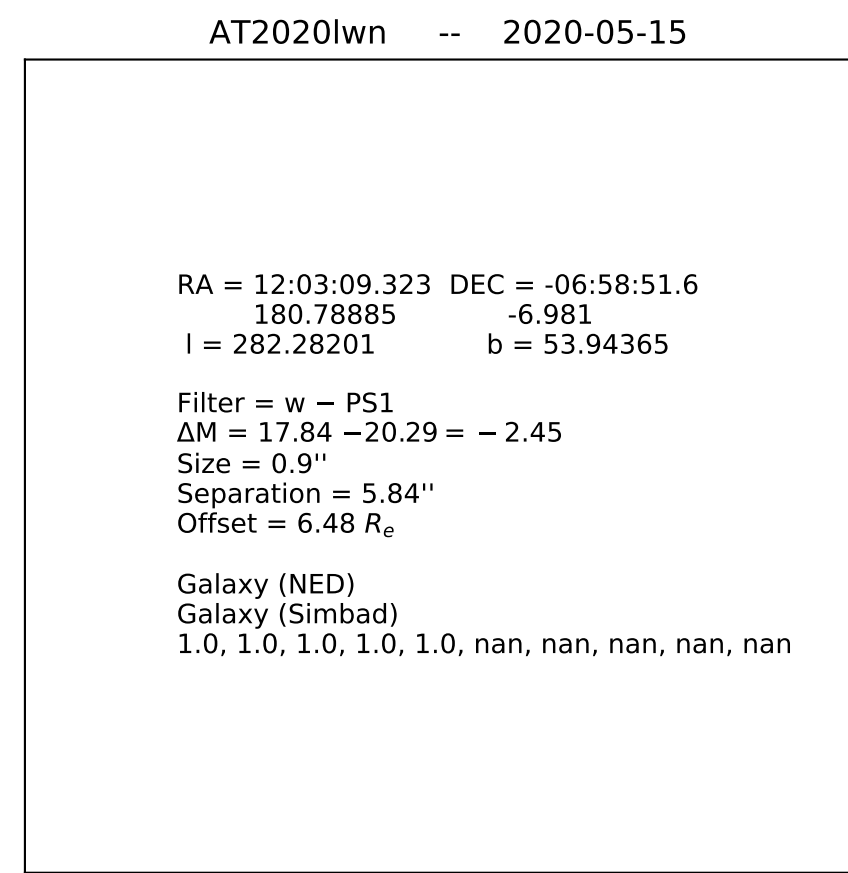 AT2020lwn -- 2020-05-15
RA = 12:03:09.323 DEC = -06:58:51.6
180.78885 -6.981
l = 282.28201 b = 53.94365
Filter = w − PS1
ΔM = 17.84 −20.29 = − 2.45
Size = 0.9''
Separation = 5.84''
Offset = 6.48 Rₑ
Galaxy (NED)
Galaxy (Simbad)
1.0, 1.0, 1.0, 1.0, 1.0, nan, nan, nan, nan, nan